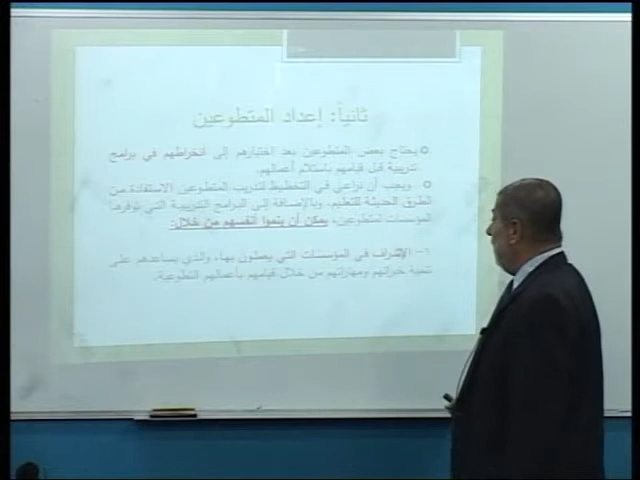 ثانياً: إعداد المتطوعين
يحتاج بعض المتطوعين بعد اختيارهم إلى انخراطهم في برامج
تدريبية قبل قيامهم باستلام أعمالهم.
ويجب أن نراعي في التخطيط لتدريب المتطوعين الاستفادة من
الطرق الحديثة للتعليم، وبالإضافة إلى البرامج التدريبية التي توفرها
المؤسسات للمتطوعين، يمكن أن ينموا أنفسهم من خلال:
١- الإشراف في المؤسسات التي يعملون بها، والذي يساعدهم على
تنمية خبراتهم ومهاراتهم من خلال قيامهم بأعمالهم التطوعية.